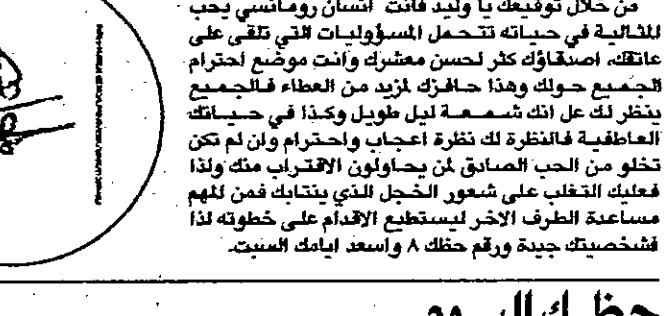 من خلال توقيعك يا وليد فانت انسان رومانسي يحب
المثالية في حياته تتحمل المسؤوليات التي تلقى على
عاتقك، اصدقاؤك كثر لحسن معشرك وانت موضع احترام
الجميع حولك وهذا حافزك لمزيد من العطاء فالجميع
ينظر لك عل انك شمعة ليل طويل وكذا في حياتك
العاطفية فالنظرة لك نظرة اعجاب واحترام وان لم تكن
تخلو من الحب الصادق لمن يحاولون الاقتراب منك ولذا
فعليك التغلب على شعور الخجل الذي ينتابك فمن المهم
مساعدة الطرف الاخر ليستطيع الاقدام على خطوته لذا
فشخصيتك جيدة ورقم حظك ٨ واسعد ايامك السبت.
حظك اليوم